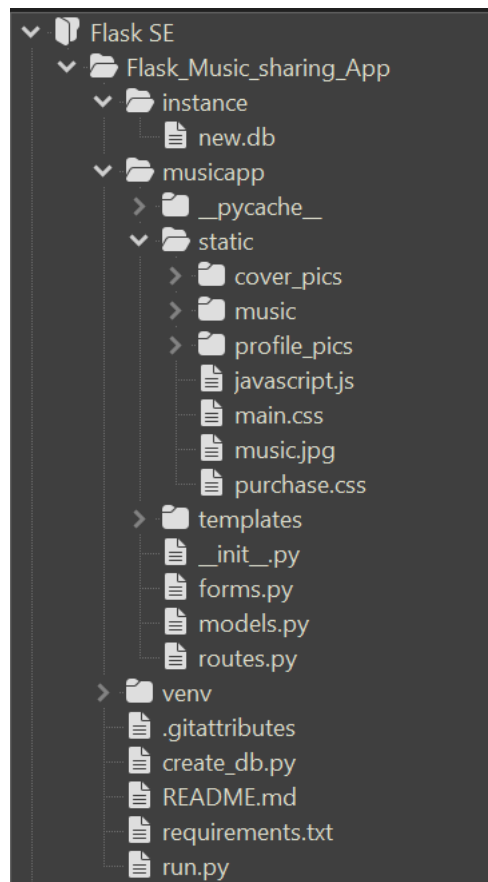 Flask SE
Flask_Music_sharing_App
instance
new.db
musicapp
__pycache__
static
cover_pics
music
profile_pics
javascript.js
main.css
music.jpg
purchase.css
templates
__init__.py
forms.py
models.py
routes.py
venv
.gitattributes
create_db.py
README.md
requirements.txt
run.py